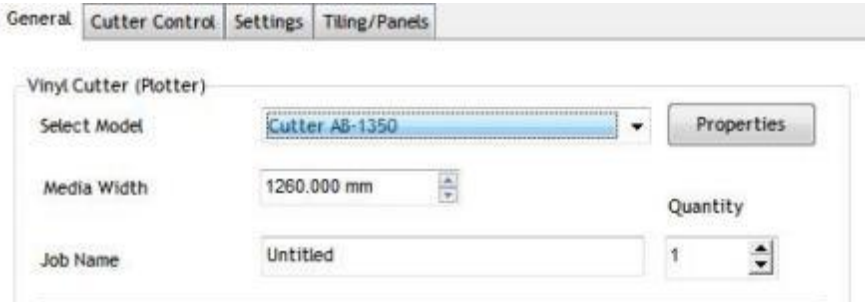 General Cutter Control Settings Tiling/Panels
Vinyl Cutter (Plotter)
Select Model Cutter AB-1350 Properties
Media Width 1260.000 mm
Quantity
Job Name Untitled 1